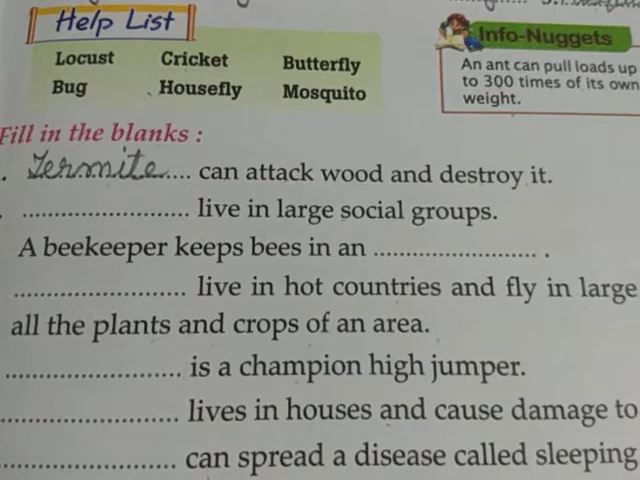 Help List
Locust Cricket Butterfly
Bug Housefly Mosquito
Info-Nuggets
An ant can pull loads up
to 300 times of its own
weight.
Fill in the blanks :
. Termite.... can attack wood and destroy it.
. .............................. live in large social groups.
A beekeeper keeps bees in an ............................. .
.............................. live in hot countries and fly in large
all the plants and crops of an area.
.............................. is a champion high jumper.
.............................. lives in houses and cause damage to
.............................. can spread a disease called sleeping